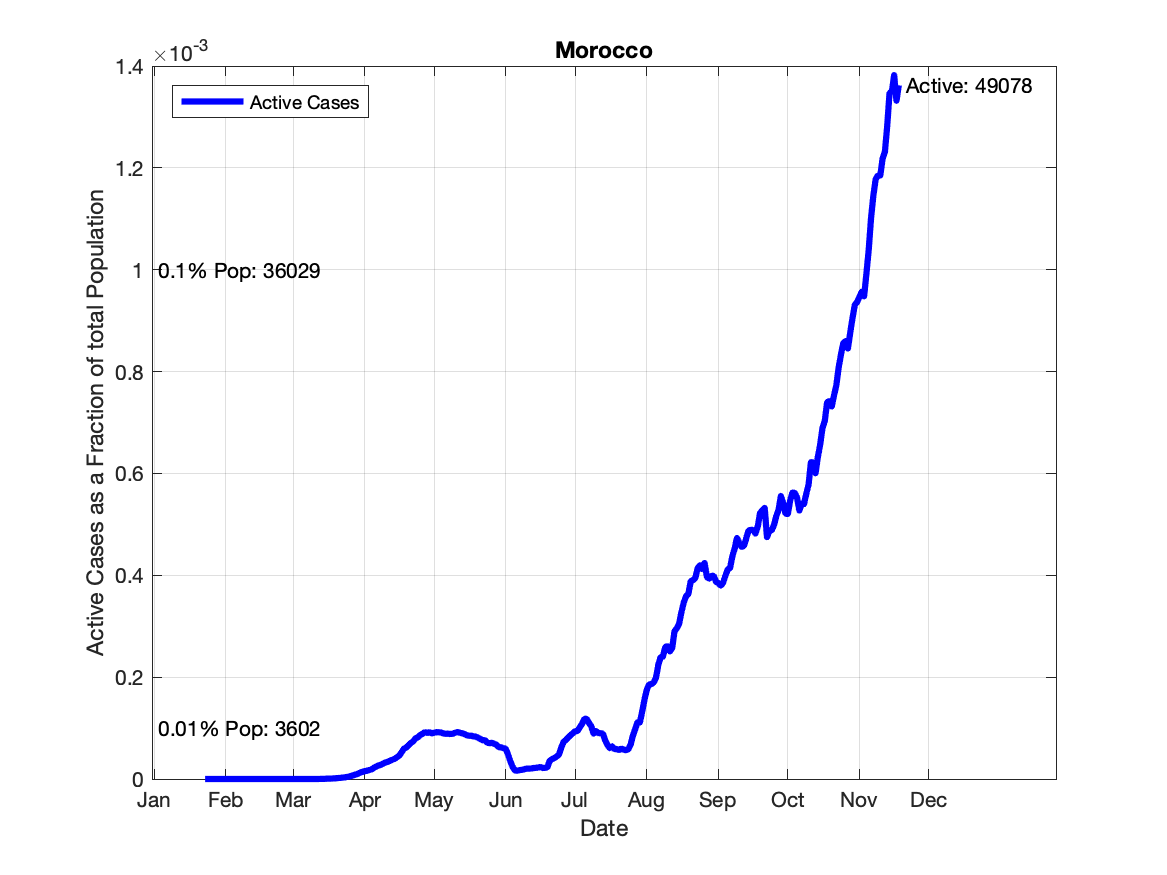 Morocco
×10-3
1.4
1.2
1
0.8
0.6
0.4
0.2
0
Active Cases
Active: 49078
0.1% Pop: 36029
0.01% Pop: 3602
Active Cases as a Fraction of total Population
Jan Feb Mar Apr May Jun Jul Aug Sep Oct Nov Dec
Date